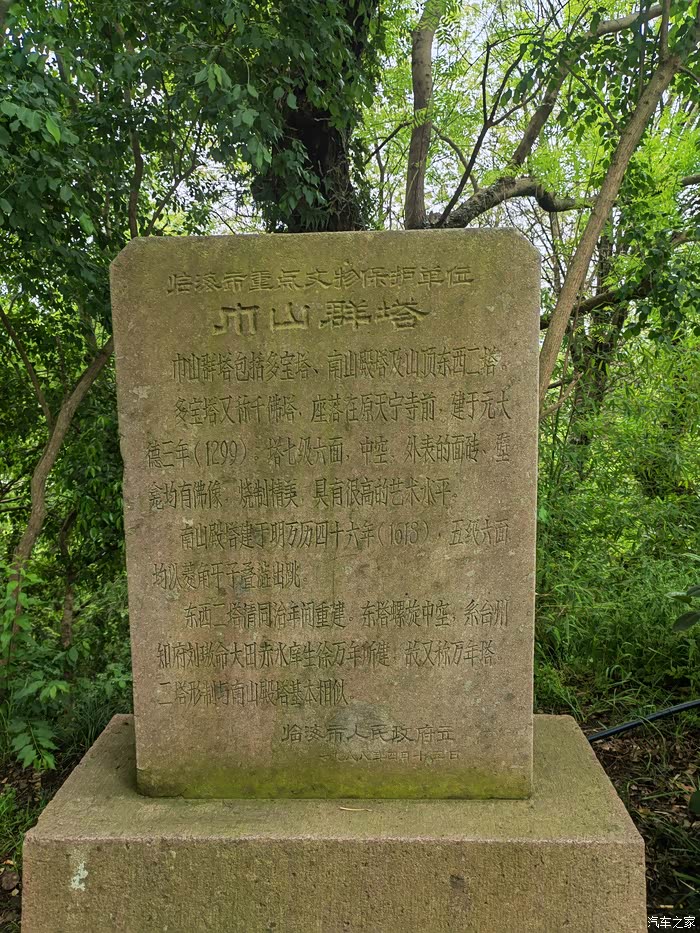 临海市重点文物保护单位
巾山群塔
巾山群塔包括多宝塔、南山殿塔及山顶东西二塔。
多宝塔又称千佛塔，座落在原天宁寺前，建于元大
德三年（1299）。塔七级六面，中空、外表的面砖、壁
龛均有佛像，烧制精美，具有很高的艺术水平。
南山殿塔建于明万历四十六年（1618），五级六面
均以菱角牙子叠涩出跳
东西二塔清同治年间重建。东塔螺旋中空，系台州
知府刘璈命大田赤水庠生徐万年所建，故又称万年塔。
二塔形制与南山殿塔基本相似
临海市人民政府立
汽车之家